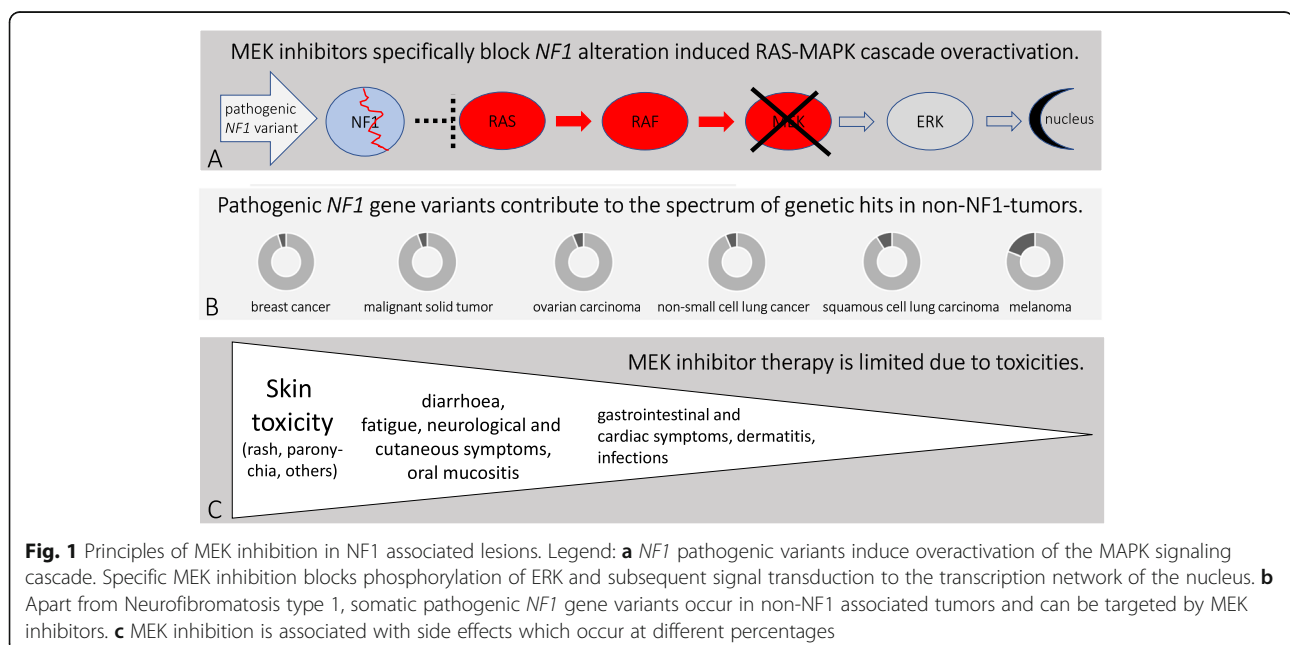 MEK inhibitors specifically block NF1 alteration induced RAS-MAPK cascade overactivation.
pathogenic
NF1 variant
NF1
RAS
RAF
MEK
ERK
nucleus
A
Pathogenic NF1 gene variants contribute to the spectrum of genetic hits in non-NF1-tumors.
B
breast cancer
malignant solid tumor
ovarian carcinoma
non-small cell lung cancer
squamous cell lung carcinoma
melanoma
MEK inhibitor therapy is limited due to toxicities.
Skin
toxicity
(rash, parony-
chia, others)
diarrhoea,
fatigue, neurological and
cutaneous symptoms,
oral mucositis
gastrointestinal and
cardiac symptoms, dermatitis,
infections
C
Fig. 1 Principles of MEK inhibition in NF1 associated lesions. Legend: a NF1 pathogenic variants induce overactivation of the MAPK signaling
cascade. Specific MEK inhibition blocks phosphorylation of ERK and subsequent signal transduction to the transcription network of the nucleus. b
Apart from Neurofibromatosis type 1, somatic pathogenic NF1 gene variants occur in non-NF1 associated tumors and can be targeted by MEK
inhibitors. c MEK inhibition is associated with side effects which occur at different percentages